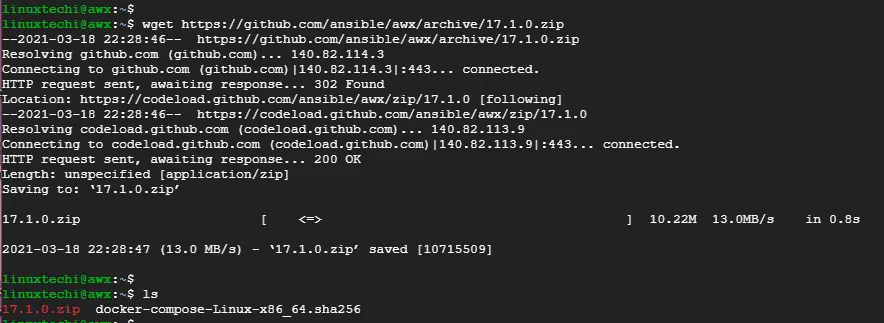 linuxtechi@awx:~$
linuxtechi@awx:~$ wget https://github.com/ansible/awx/archive/17.1.0.zip
--2021-03-18 22:28:46--  https://github.com/ansible/awx/archive/17.1.0.zip
Resolving github.com (github.com)... 140.82.114.3
Connecting to github.com (github.com)|140.82.114.3|:443... connected.
HTTP request sent, awaiting response... 302 Found
Location: https://codeload.github.com/ansible/awx/zip/17.1.0 [following]
--2021-03-18 22:28:46--  https://codeload.github.com/ansible/awx/zip/17.1.0
Resolving codeload.github.com (codeload.github.com)... 140.82.113.9
Connecting to codeload.github.com (codeload.github.com)|140.82.113.9|:443... connected.
HTTP request sent, awaiting response... 200 OK
Length: unspecified [application/zip]
Saving to: ‘17.1.0.zip’
17.1.0.zip                        [    <=>                                       ]  10.22M  13.0MB/s    in 0.8s
2021-03-18 22:28:47 (13.0 MB/s) - ‘17.1.0.zip’ saved [10715509]
linuxtechi@awx:~$
linuxtechi@awx:~$ ls
17.1.0.zip  docker-compose-Linux-x86_64.sha256
linuxtechi@awx:~$